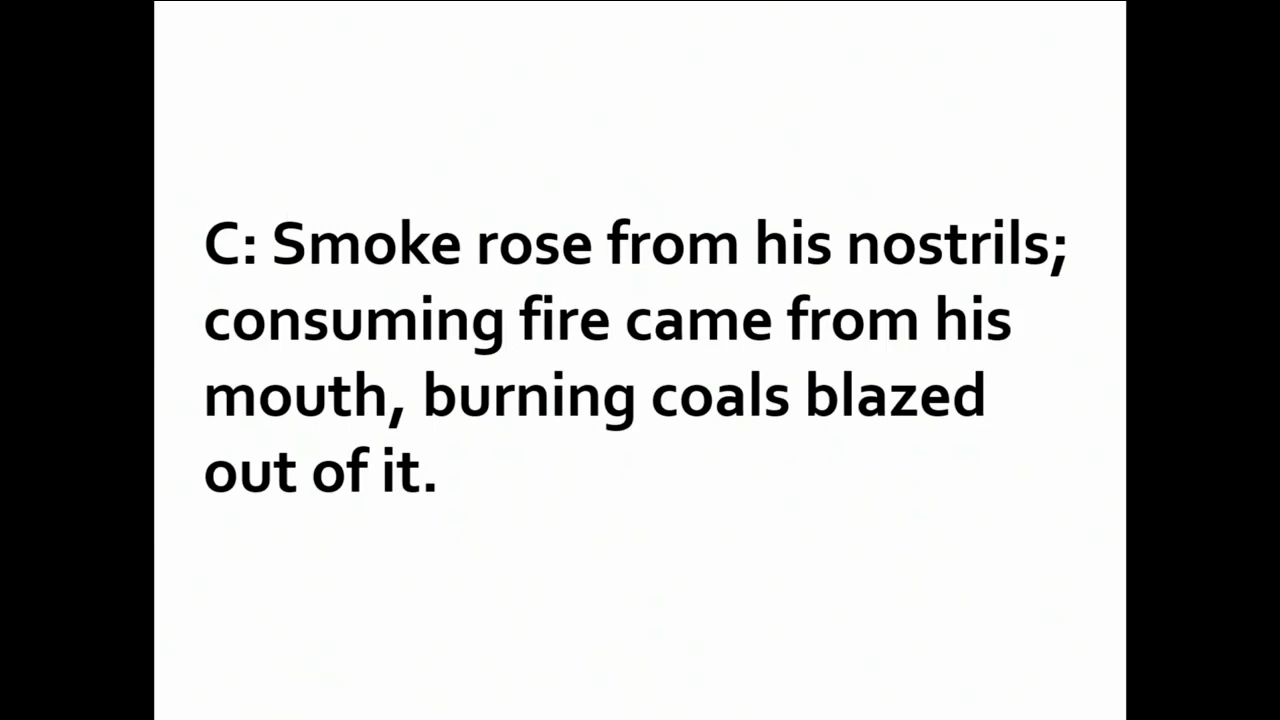 C: Smoke rose from his nostrils;
consuming fire came from his
mouth, burning coals blazed
out of it.